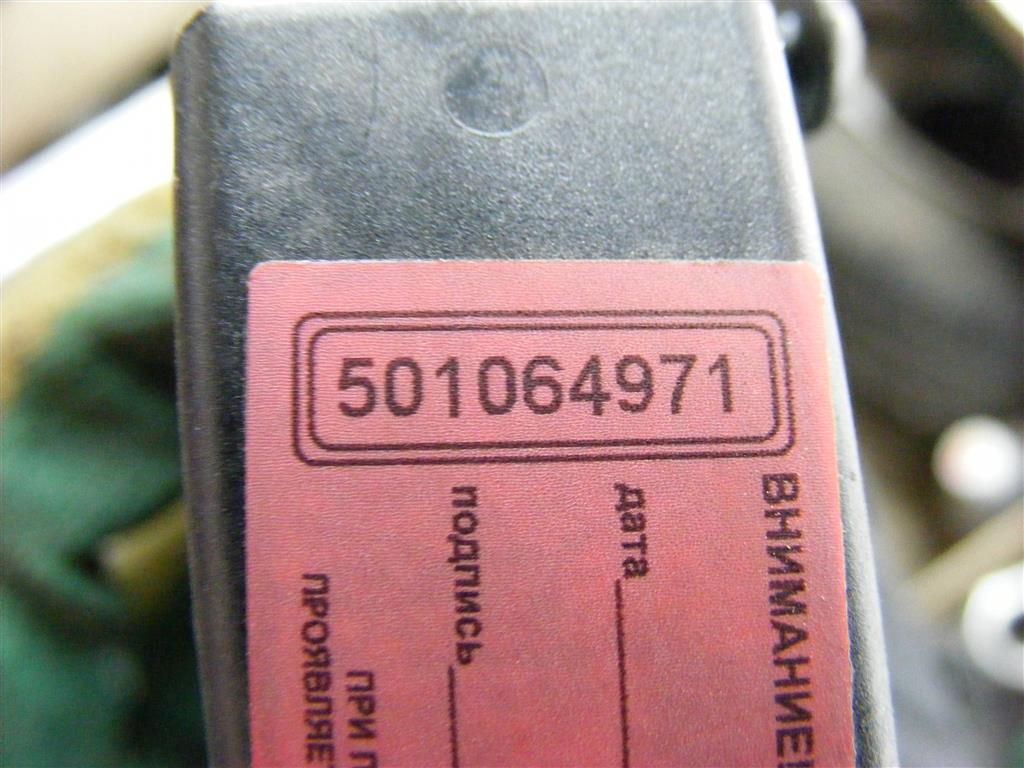 501064971
ВНИМАНИЕ
дата
подпись
ПРИ П
ПРОЯВЛЯЕ